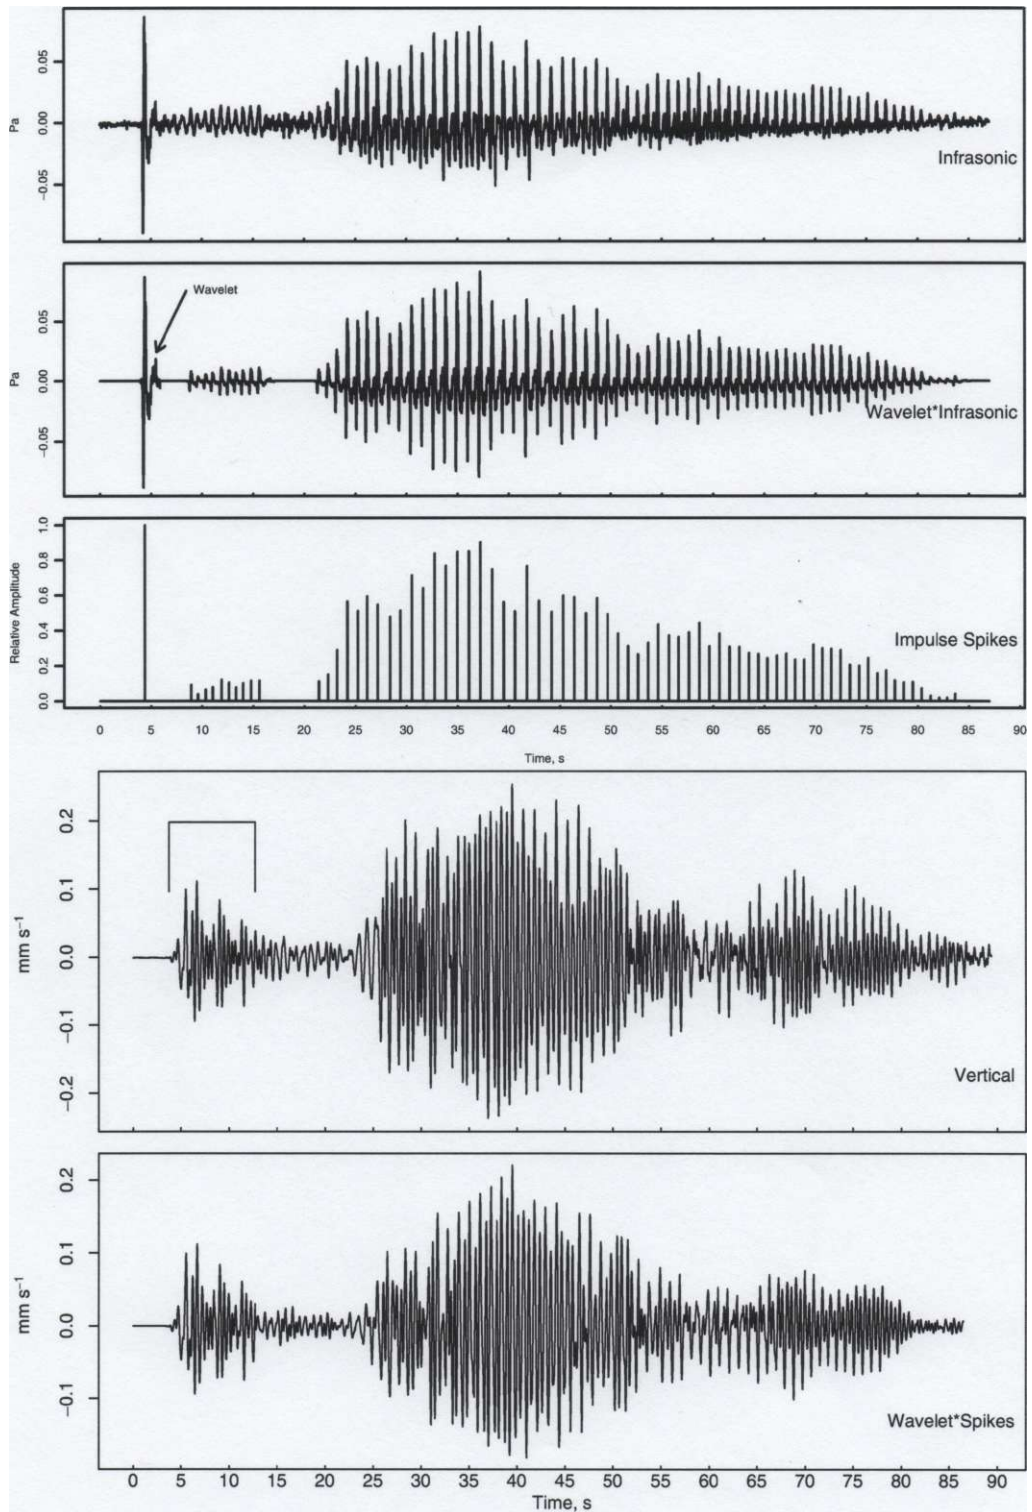 Pa
0.05
0.00
−0.05
Infrasonic
Pa
0.05
0.00
−0.05
Wavelet
Wavelet*Infrasonic
Relative Amplitude
1.0
0.8
0.6
0.4
0.2
0.0
Impulse Spikes
0 5 10 15 20 25 30 35 40 45 50 55 60 65 70 75 80 85 90
Time, s
mm s⁻¹
0.2
0.1
0.0
−0.1
−0.2
Vertical
mm s⁻¹
0.2
0.1
0.0
−0.1
Wavelet*Spikes
0 5 10 15 20 25 30 35 40 45 50 55 60 65 70 75 80 85 90
Time, s